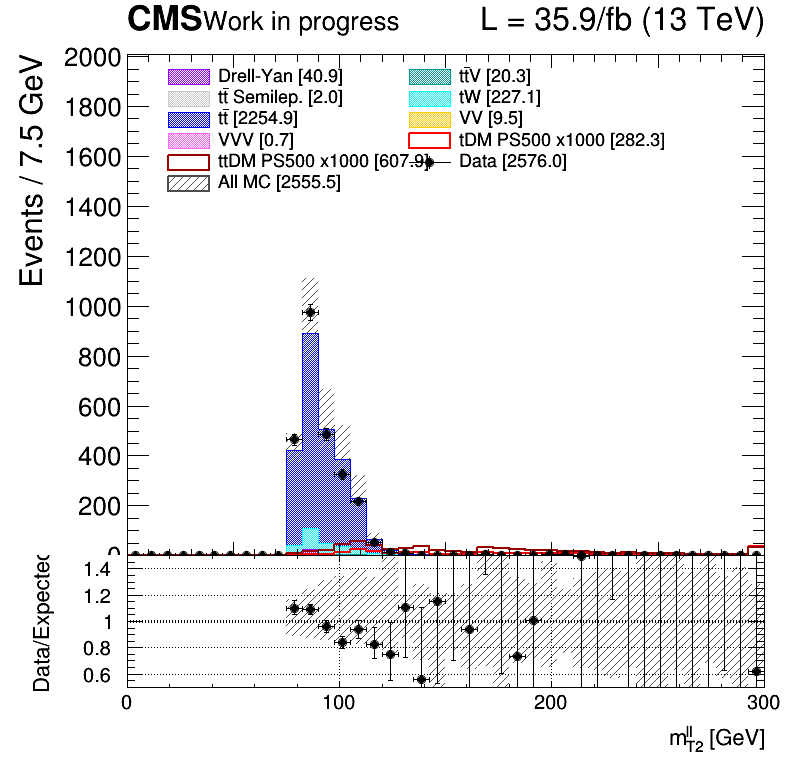 CMS Work in progress L = 35.9/fb (13 TeV)
Events / 7.5 GeV
2000
1800
1600
1400
1200
1000
800
600
400
200
0
Drell-Yan [40.9]
tt̄ Semilep. [2.0]
tt̄ [2254.9]
VVV [0.7]
ttDM PS500 x1000 [607.9]
All MC [2555.5]
tt̄V [20.3]
tW [227.1]
VV [9.5]
tDM PS500 x1000 [282.3]
Data [2576.0]
Data/Expected
1.4
1.2
1
0.8
0.6
0 100 200 300
m_{T2}^{ll} [GeV]